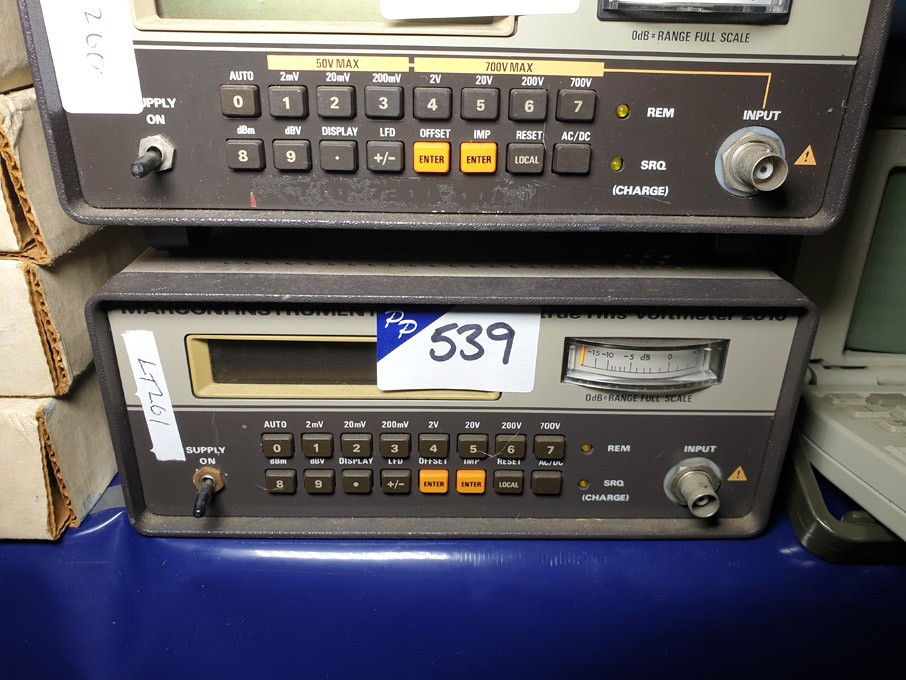 260
0dB = RANGE FULL SCALE
50V MAX 700V MAX
AUTO 2mV 20mV 200mV 2V 20V 200V 700V
SUPPLY
ON
0 1 2 3 4 5 6 7
REM
INPUT
dBm dBV DISPLAY LFD OFFSET IMP RESET AC/DC
8 9 . +/- ENTER ENTER LOCAL
SRQ
(CHARGE)
MARCONI INSTRUMENT true rms voltmeter 2610
PP
539
LT261
-15 -10 -5 dB 0
0dB = RANGE FULL SCALE
AUTO 2mV 20mV 200mV 2V 20V 200V 700V
SUPPLY
ON
0 1 2 3 4 5 6 7
REM
INPUT
dBm dBV DISPLAY LFD OFFSET IMP RESET AC/DC
8 9 • +/- ENTER ENTER LOCAL
SRQ
(CHARGE)